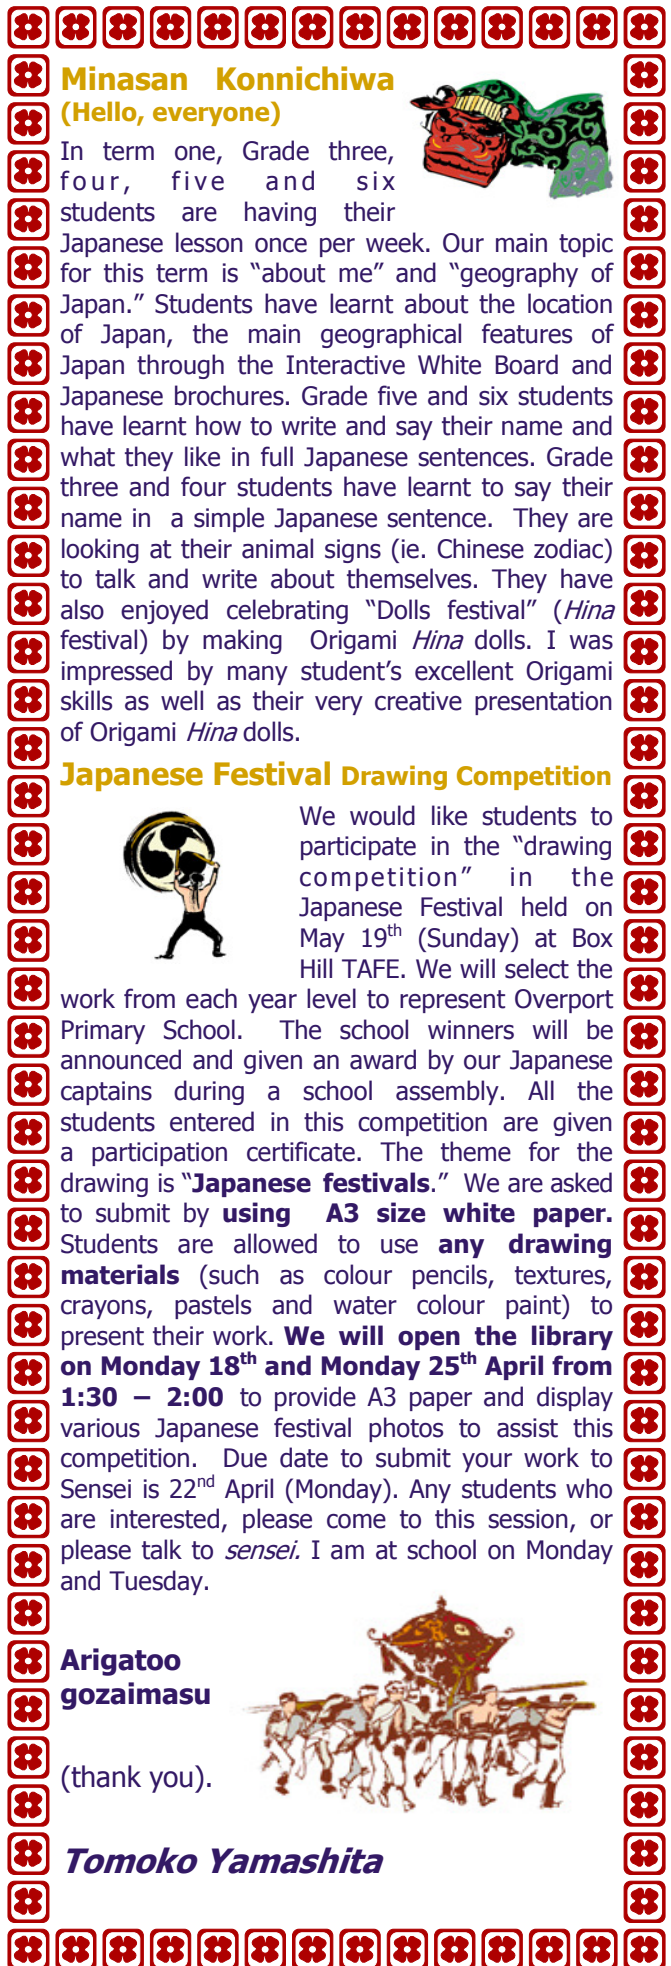 Minasan Konnichiwa
(Hello, everyone)
In term one, Grade three,
four, five and six
students are having their
Japanese lesson once per week. Our main topic
for this term is “about me” and “geography of
Japan.” Students have learnt about the location
of Japan, the main geographical features of
Japan through the Interactive White Board and
Japanese brochures. Grade five and six students
have learnt how to write and say their name and
what they like in full Japanese sentences. Grade
three and four students have learnt to say their
name in a simple Japanese sentence. They are
looking at their animal signs (ie. Chinese zodiac)
to talk and write about themselves. They have
also enjoyed celebrating “Dolls festival” (Hina
festival) by making Origami Hina dolls. I was
impressed by many student’s excellent Origami
skills as well as their very creative presentation
of Origami Hina dolls.
Japanese Festival Drawing Competition
We would like students to
participate in the “drawing
competition” in the
Japanese Festival held on
May 19th (Sunday) at Box
Hill TAFE. We will select the
work from each year level to represent Overport
Primary School. The school winners will be
announced and given an award by our Japanese
captains during a school assembly. All the
students entered in this competition are given
a participation certificate. The theme for the
drawing is “Japanese festivals.” We are asked
to submit by using A3 size white paper.
Students are allowed to use any drawing
materials (such as colour pencils, textures,
crayons, pastels and water colour paint) to
present their work. We will open the library
on Monday 18th and Monday 25th April from
1:30 – 2:00 to provide A3 paper and display
various Japanese festival photos to assist this
competition. Due date to submit your work to
Sensei is 22nd April (Monday). Any students who
are interested, please come to this session, or
please talk to sensei. I am at school on Monday
and Tuesday.
Arigatoo
gozaimasu
(thank you).
Tomoko Yamashita